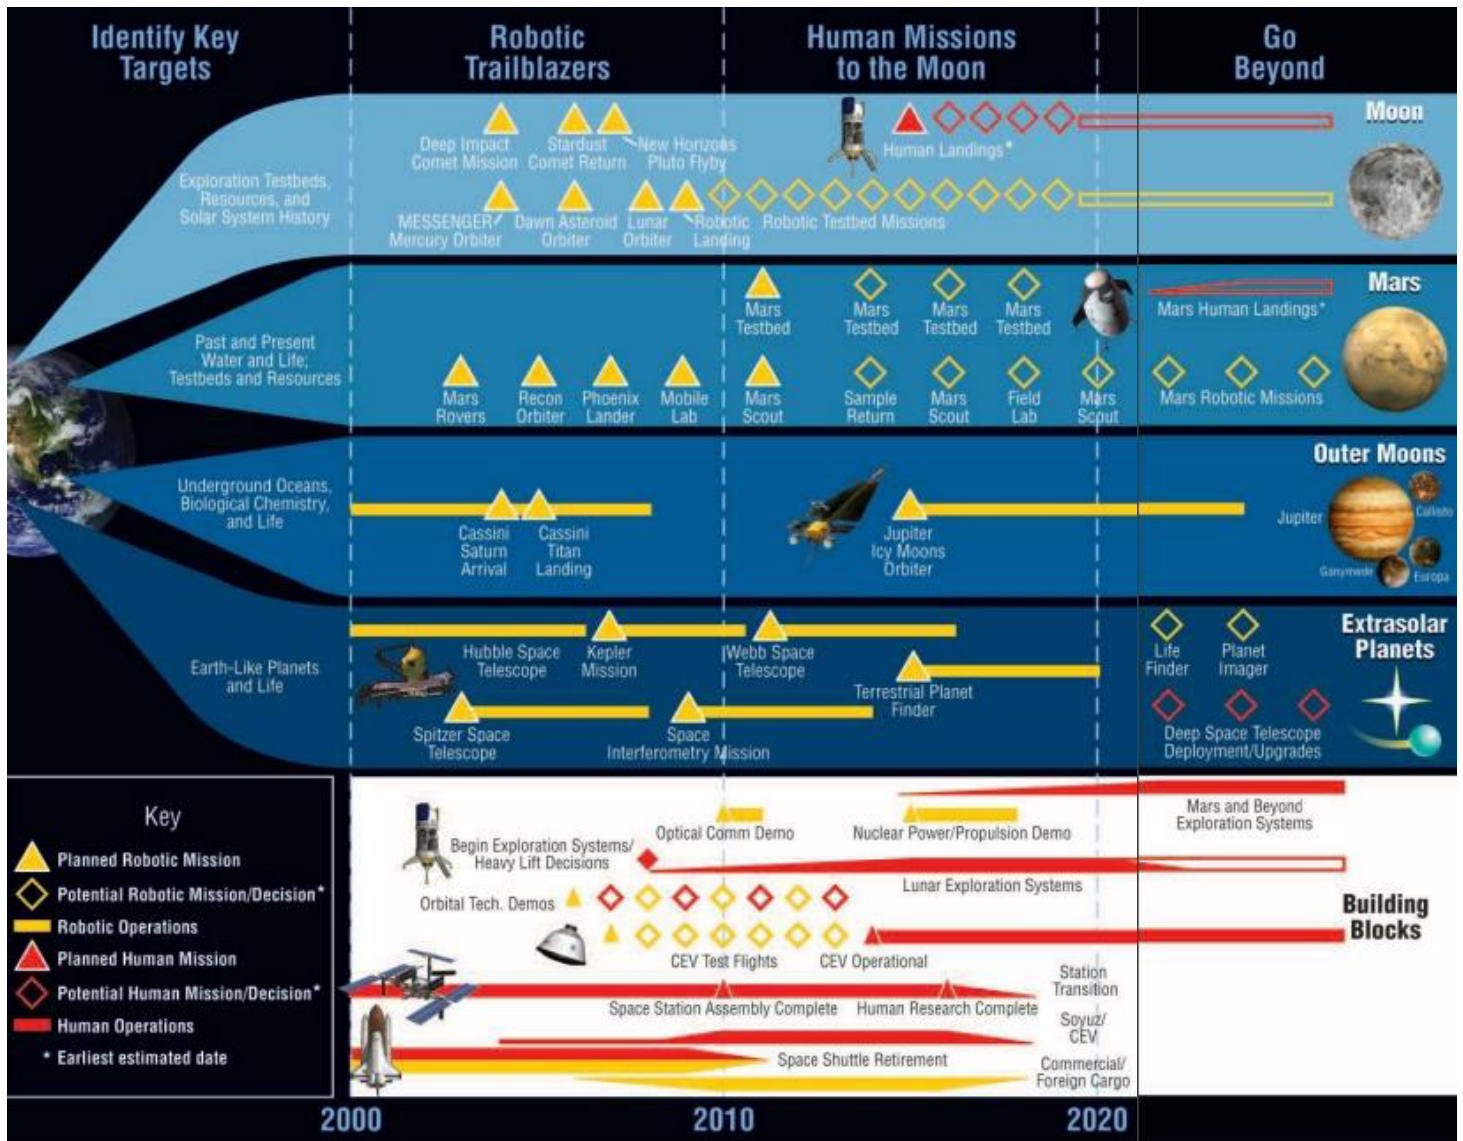 Identify Key
Targets
Robotic
Trailblazers
Human Missions
to the Moon
Go
Beyond
Exploration Testbeds,
Resources, and
Solar System History
Deep Impact
Comet Mission
Stardust
Comet Return
New Horizons
Pluto Flyby
Human Landings*
Moon
MESSENGER
Mercury Orbiter
Dawn Asteroid
Orbiter
Lunar
Orbiter
Robotic
Landing
Robotic Testbed Missions
Past and Present
Water and Life;
Testbeds and Resources
Mars
Testbed
Mars
Testbed
Mars
Testbed
Mars
Testbed
Mars Human Landings*
Mars
Mars
Rovers
Recon
Orbiter
Phoenix
Lander
Mobile
Lab
Mars
Scout
Sample
Return
Mars
Scout
Field
Lab
Mars
Scout
Mars Robotic Missions
Underground Oceans,
Biological Chemistry,
and Life
Cassini
Saturn
Arrival
Cassini
Titan
Landing
Jupiter
Icy Moons
Orbiter
Outer Moons
Jupiter
Callisto
Ganymede
Europa
Earth-Like Planets
and Life
Hubble Space
Telescope
Kepler
Mission
Webb Space
Telescope
Terrestrial Planet
Finder
Spitzer Space
Telescope
Space
Interferometry Mission
Life
Finder
Planet
Imager
Deep Space Telescope
Deployment/Upgrades
Extrasolar
Planets
Key
Planned Robotic Mission
Potential Robotic Mission/Decision*
Robotic Operations
Planned Human Mission
Potential Human Mission/Decision*
Human Operations
* Earliest estimated date
Optical Comm Demo
Nuclear Power/Propulsion Demo
Mars and Beyond
Exploration Systems
Begin Exploration Systems/
Heavy Lift Decisions
Lunar Exploration Systems
Orbital Tech. Demos
CEV Test Flights
CEV Operational
Building
Blocks
Space Station Assembly Complete
Human Research Complete
Station
Transition
Soyuz/
CEV
Space Shuttle Retirement
Commercial/
Foreign Cargo
2000
2010
2020